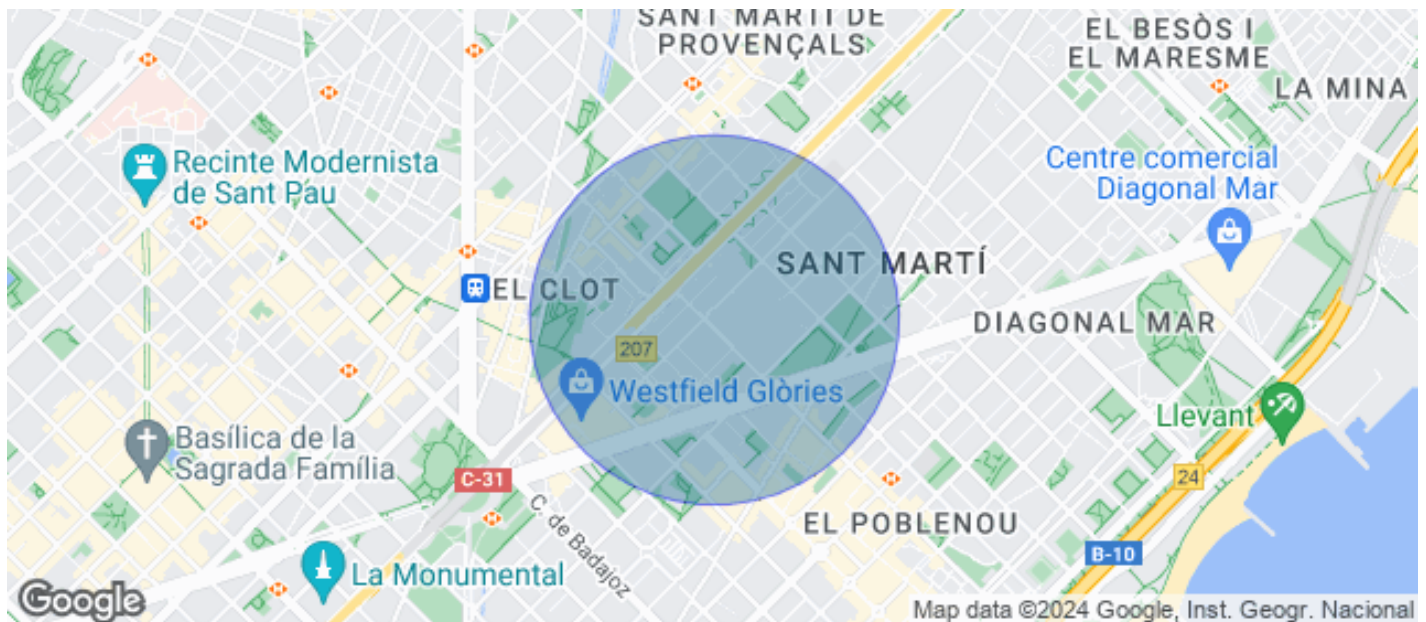 SANT MARTÍ DE
PROVENÇALS
EL BESÒS I
EL MARESME
LA MINA
Recinte Modernista
de Sant Pau
Centre comercial
Diagonal Mar
SANT MARTÍ
EL CLOT
DIAGONAL MAR
207
Westfield Glòries
Llevant
Basílica de la
Sagrada Família
C-31
24
C. de Badajoz
EL POBLENOU
B-10
La Monumental
Google
Map data ©2024 Google, Inst. Geogr. Nacional